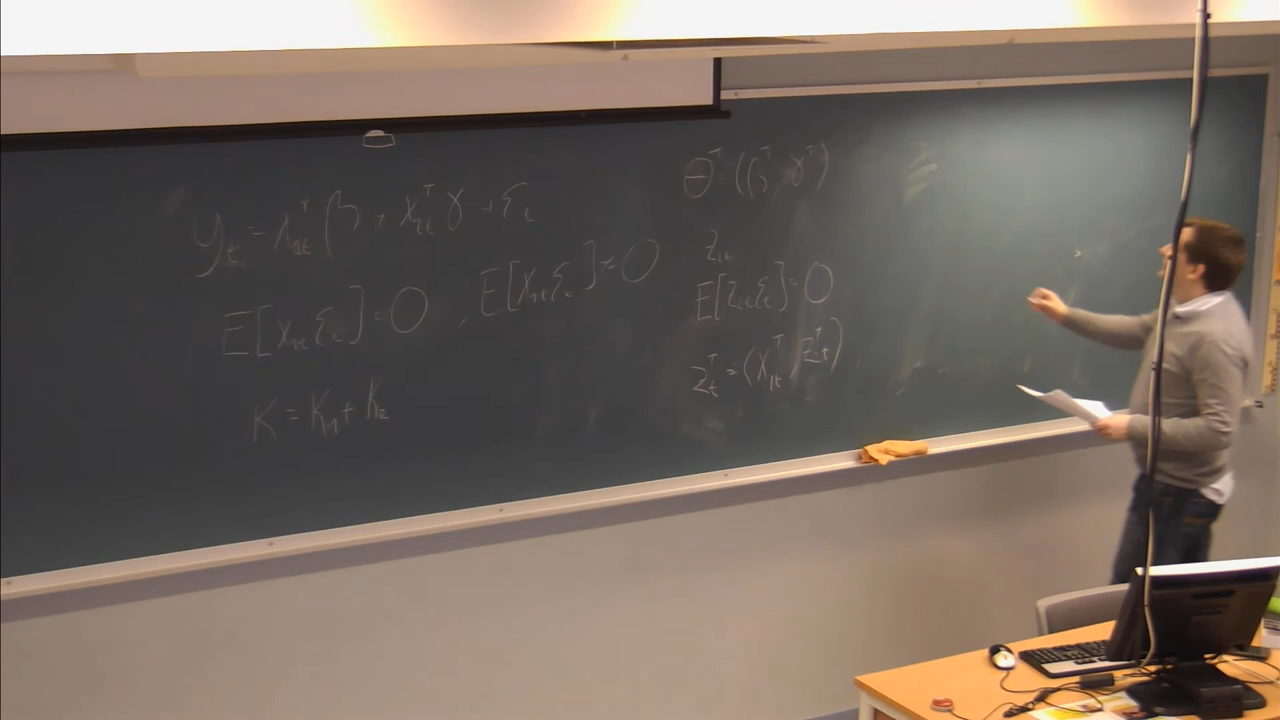 y_t = x_{1t}^T β + x_{2t}^T γ + ε_t
E[x_{1t} ε_t] = 0, E[x_{2t} ε_t] ≠ 0
K = K_1 + K_2
θ^T = (β^T, γ^T)
z_{1t}
E[z_{1t} ε_t] = 0
z_t^T = (x_{1t}^T, z_{1t}^T)